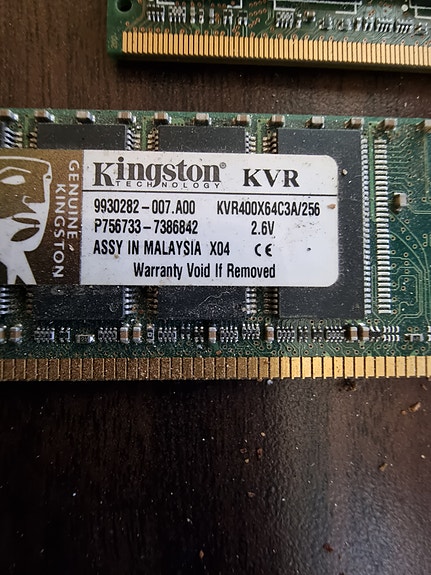 GENUINE
KINGSTON
Kingston® KVR
TECHNOLOGY
9930282-007.A00 KVR400X64C3A/256
P756733-7386842 2.6V
ASSY IN MALAYSIA X04 CE
Warranty Void If Removed